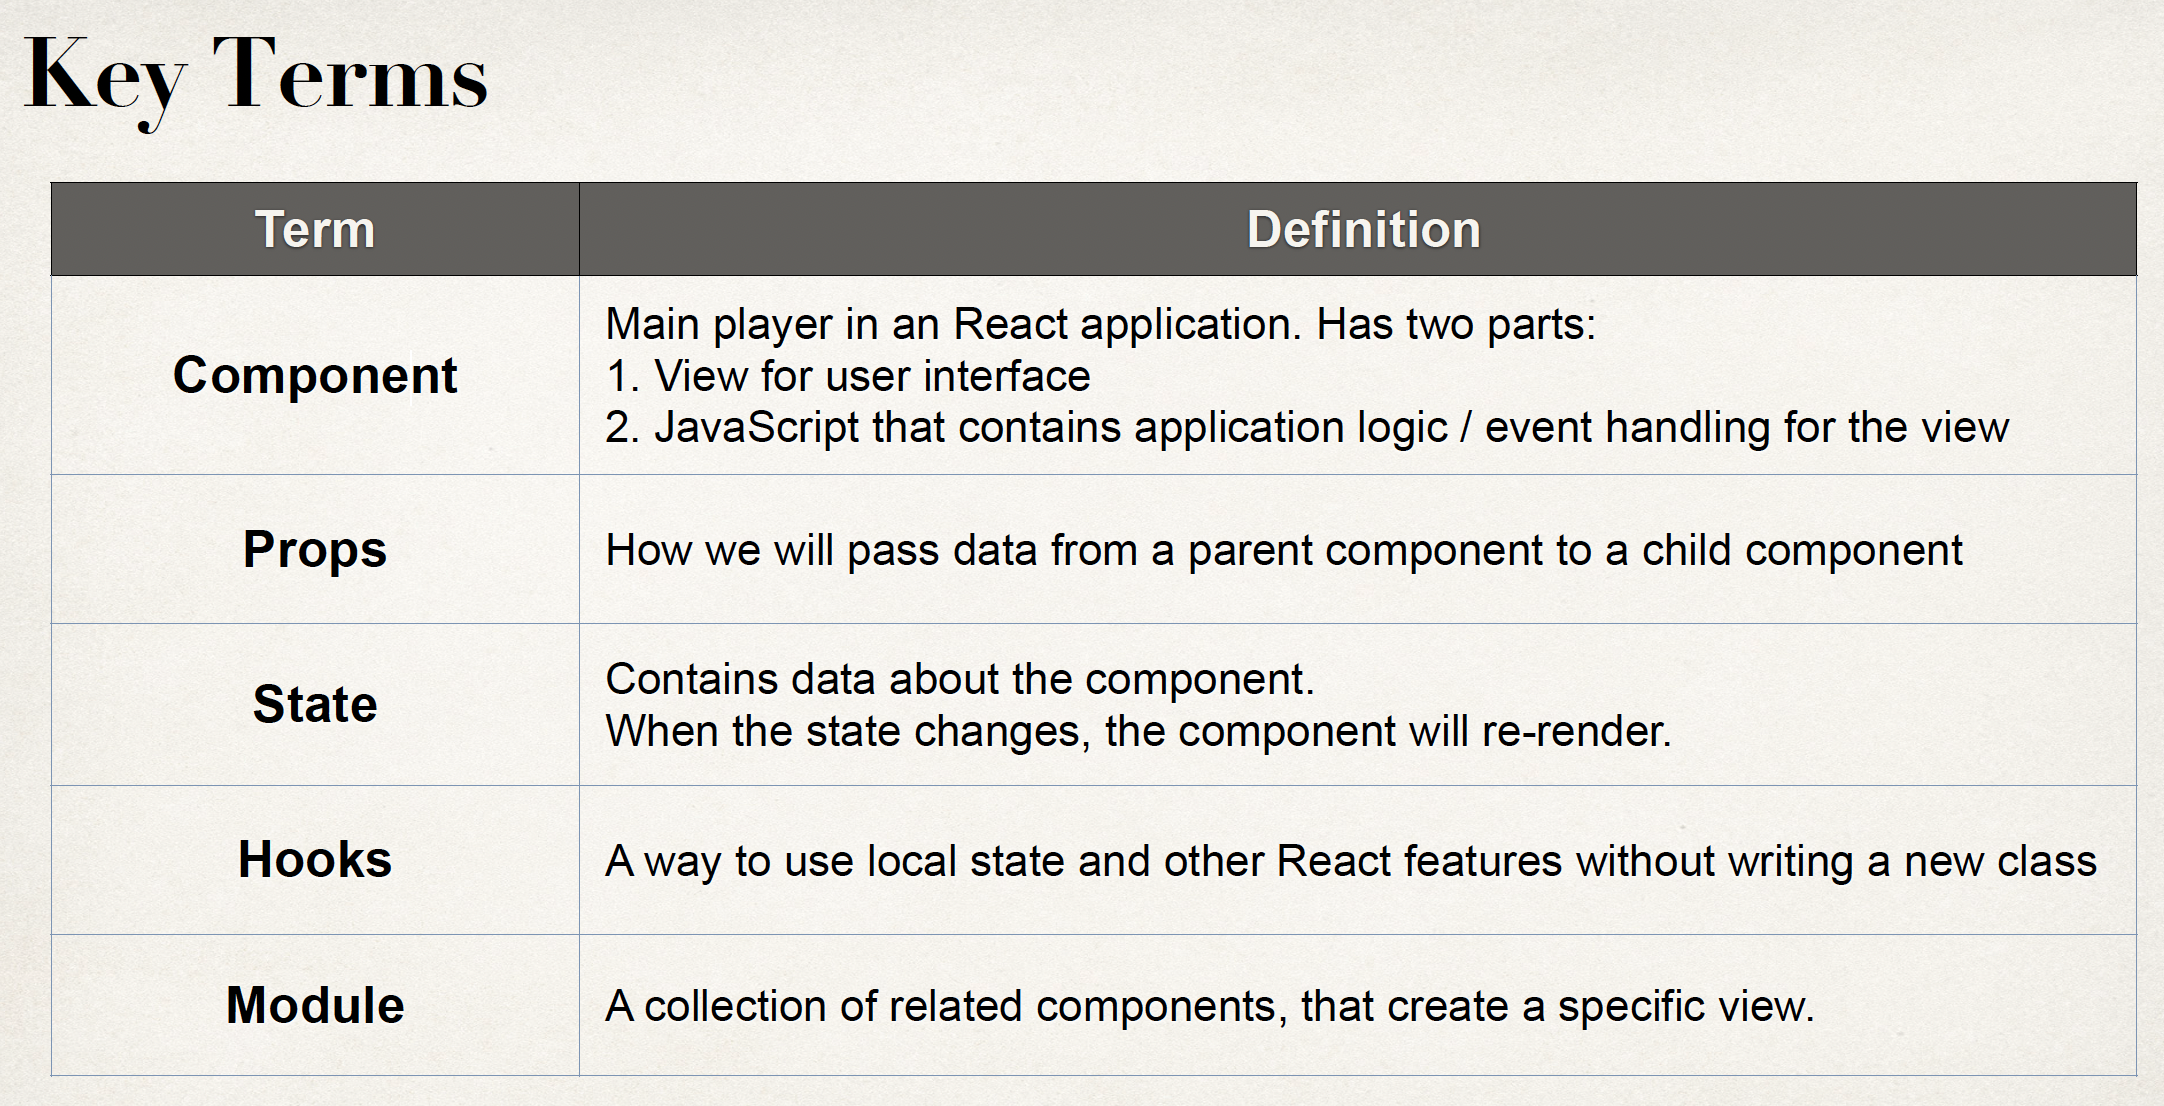 Key Terms
Term
Definition
Component
Main player in an React application. Has two parts:
1. View for user interface
2. JavaScript that contains application logic / event handling for the view
Props
How we will pass data from a parent component to a child component
State
Contains data about the component.
When the state changes, the component will re-render.
Hooks
A way to use local state and other React features without writing a new class
Module
A collection of related components, that create a specific view.